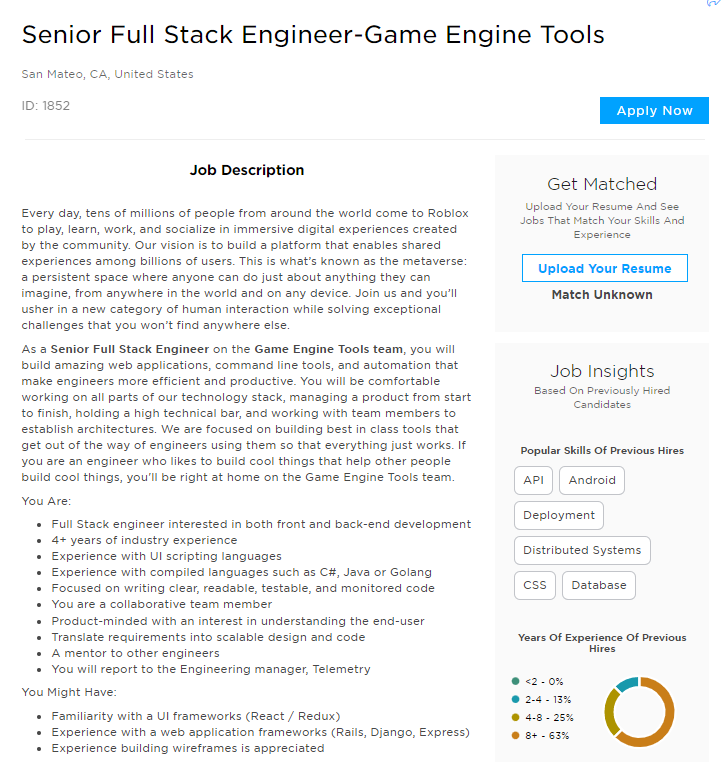 Senior Full Stack Engineer-Game Engine Tools
San Mateo, CA, United States
ID: 1852
Apply Now
Job Description
Every day, tens of millions of people from around the world come to Roblox
to play, learn, work, and socialize in immersive digital experiences created
by the community. Our vision is to build a platform that enables shared
experiences among billions of users. This is what's known as the metaverse:
a persistent space where anyone can do just about anything they can
imagine, from anywhere in the world and on any device. Join us and you'll
usher in a new category of human interaction while solving exceptional
challenges that you won't find anywhere else.
As a Senior Full Stack Engineer on the Game Engine Tools team, you will
build amazing web applications, command line tools, and automation that
make engineers more efficient and productive. You will be comfortable
working on all parts of our technology stack, managing a product from start
to finish, holding a high technical bar, and working with team members to
establish architectures. We are focused on building best in class tools that
get out of the way of engineers using them so that everything just works. If
you are an engineer who likes to build cool things that help other people
build cool things, you'll be right at home on the Game Engine Tools team.
You Are:
• Full Stack engineer interested in both front and back-end development
• 4+ years of industry experience
• Experience with UI scripting languages
• Experience with compiled languages such as C#, Java or Golang
• Focused on writing clear, readable, testable, and monitored code
• You are a collaborative team member
• Product-minded with an interest in understanding the end-user
• Translate requirements into scalable design and code
• A mentor to other engineers
• You will report to the Engineering manager, Telemetry
You Might Have:
• Familiarity with a UI frameworks (React / Redux)
• Experience with a web application frameworks (Rails, Django, Express)
• Experience building wireframes is appreciated
Get Matched
Upload Your Resume And See
Jobs That Match Your Skills And
Experience
Upload Your Resume
Match Unknown
Job Insights
Based On Previously Hired
Candidates
Popular Skills Of Previous Hires
API Android
Deployment
Distributed Systems
CSS Database
Years Of Experience Of Previous
Hires
<2 - 0%
2-4 - 13%
4-8 - 25%
8+ - 63%